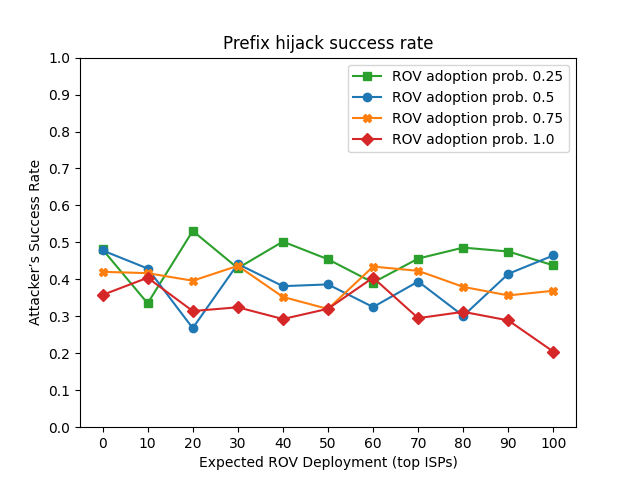 Prefix hijack success rate
ROV adoption prob. 0.25
ROV adoption prob. 0.5
ROV adoption prob. 0.75
ROV adoption prob. 1.0
Attacker's Success Rate
1.0
0.9
0.8
0.7
0.6
0.5
0.4
0.3
0.2
0.1
0.0
0 10 20 30 40 50 60 70 80 90 100
Expected ROV Deployment (top ISPs)